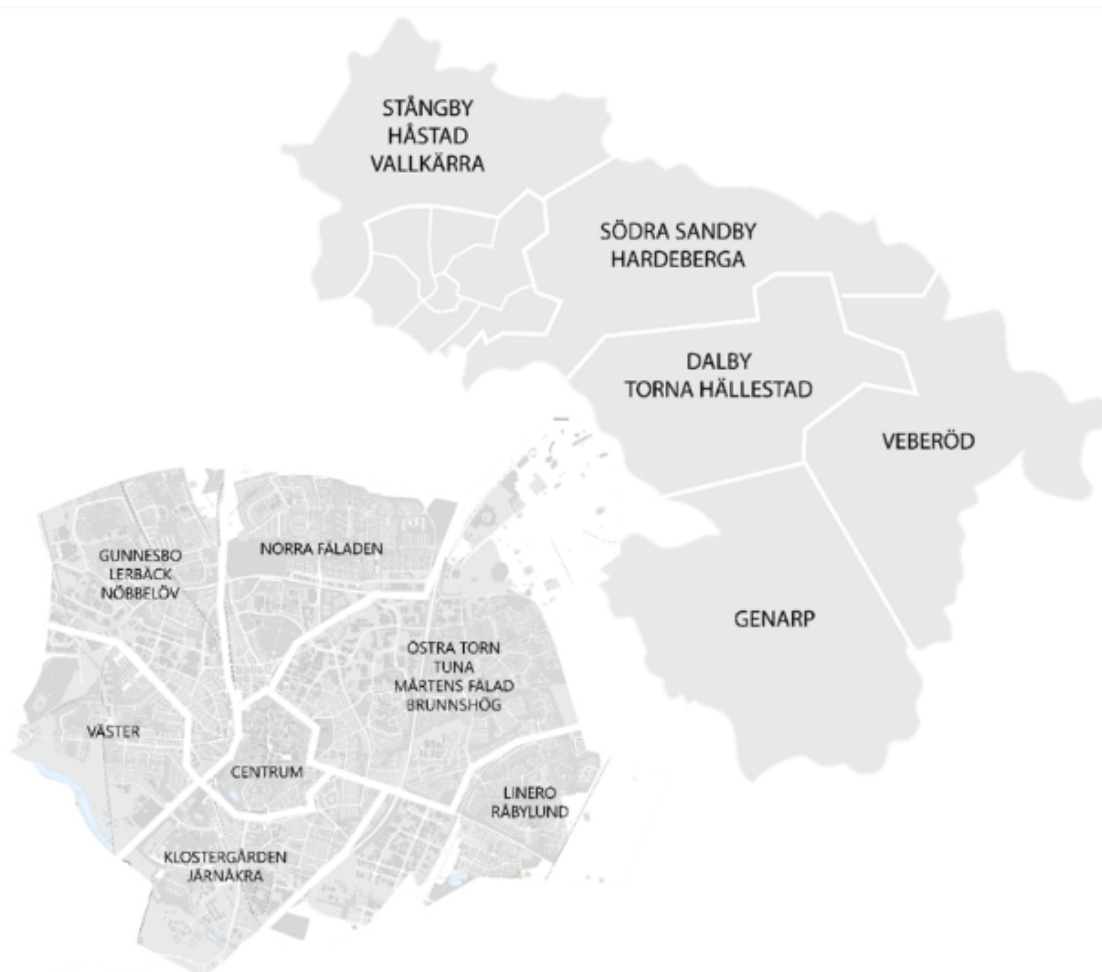 STÅNGBY
HÅSTAD
VALLKÄRRA
SÖDRA SANDBY
HARDEBERGA
DALBY
TORNA HÄLLESTAD
VEBERÖD
GENARP
GUNNESBO
LERBÄCK
NÖBBELÖV
NORRA FÄLADEN
ÖSTRA TORN
TUNA
MÅRTENS FÄLAD
BRUNNSHÖG
VÄSTER
CENTRUM
LINERO
RÅBYLUND
KLOSTERGÅRDEN
JÄRNÅKRA